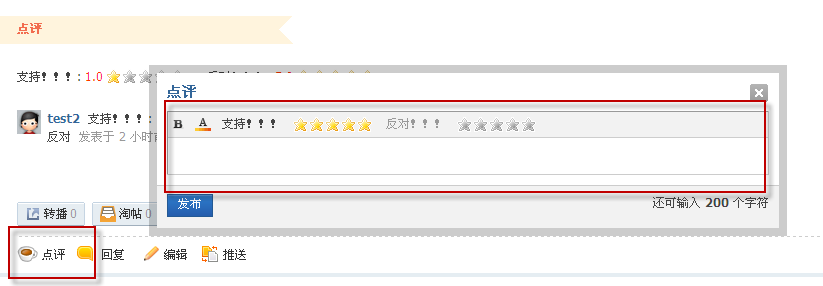 点评
支持！！！: 1.0
点评
test2 支持！！！:
反对 发表于 2 小时前
B A 支持！！！ 反对！！！
发布 还可输入 200 个字符
转播 0 淘帖 0
点评 回复 编辑 推送